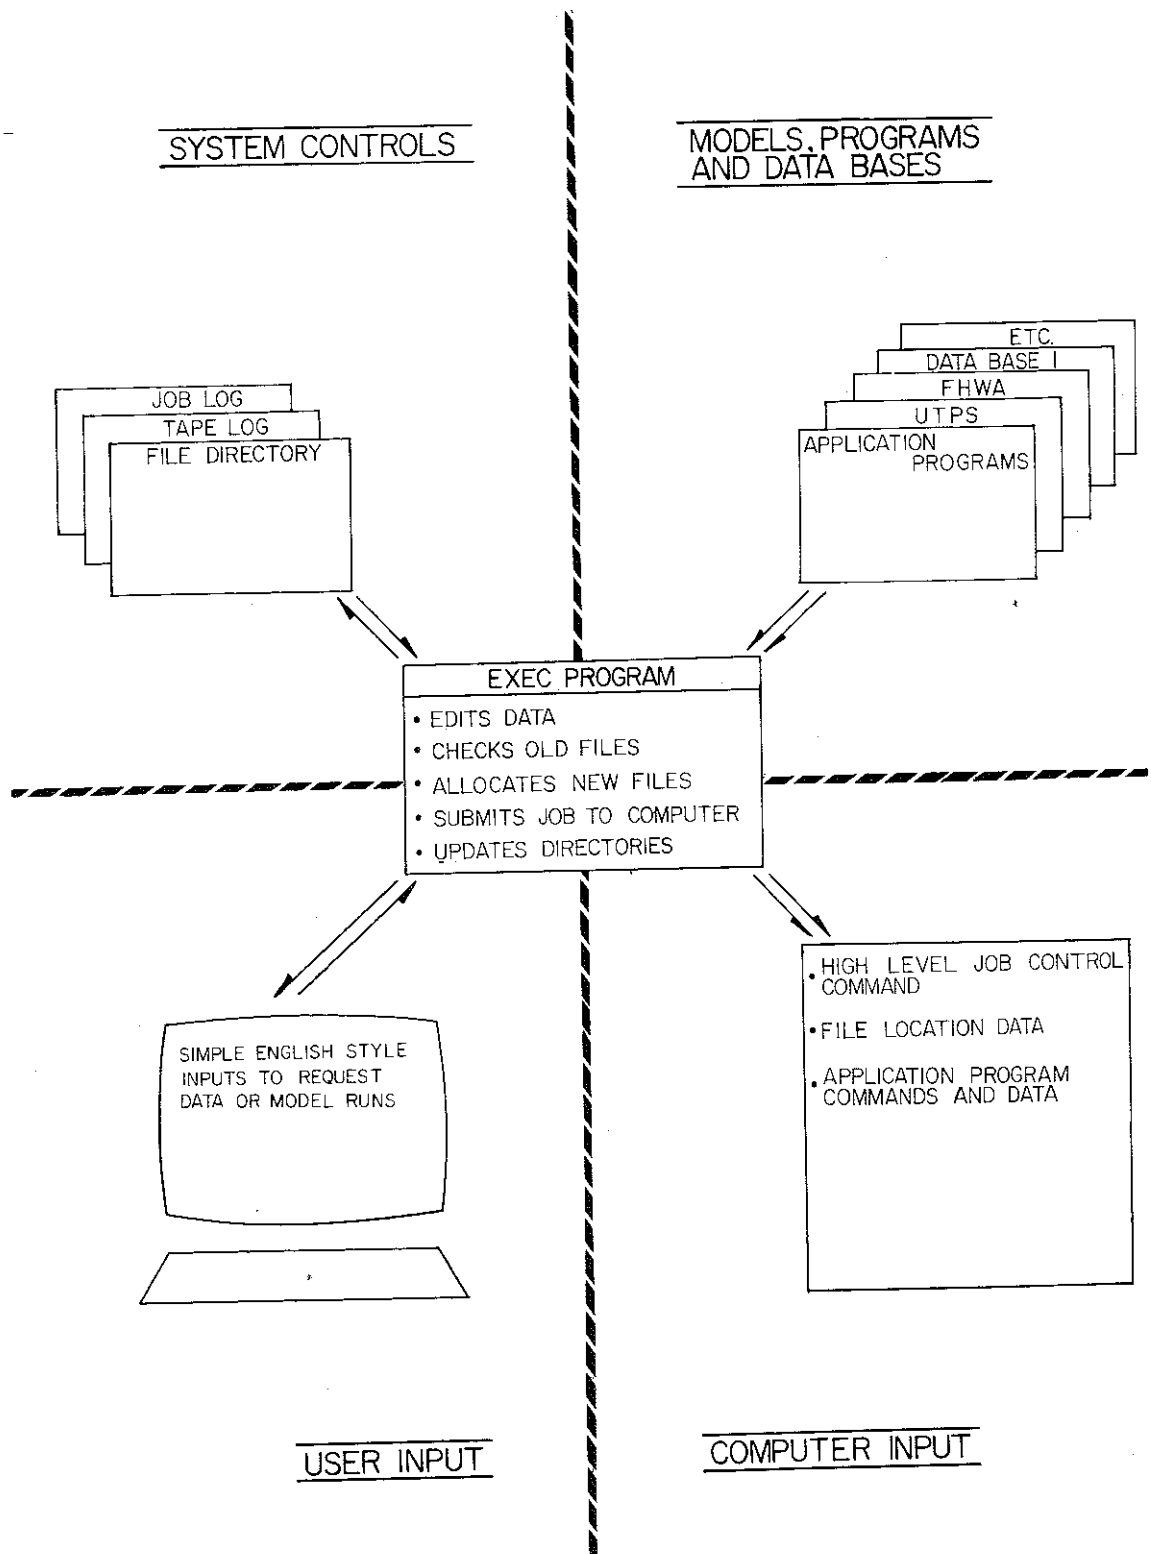 SYSTEM CONTROLS
MODELS, PROGRAMS
AND DATA BASES
JOB LOG
TAPE LOG
FILE DIRECTORY
ETC.
DATA BASE 1
FHWA
UTPS
APPLICATION
PROGRAMS
EXEC PROGRAM
• EDITS DATA
• CHECKS OLD FILES
• ALLOCATES NEW FILES
• SUBMITS JOB TO COMPUTER
• UPDATES DIRECTORIES
SIMPLE ENGLISH STYLE
INPUTS TO REQUEST
DATA OR MODEL RUNS
• HIGH LEVEL JOB CONTROL
COMMAND
• FILE LOCATION DATA
• APPLICATION PROGRAM
COMMANDS AND DATA
USER INPUT
COMPUTER INPUT